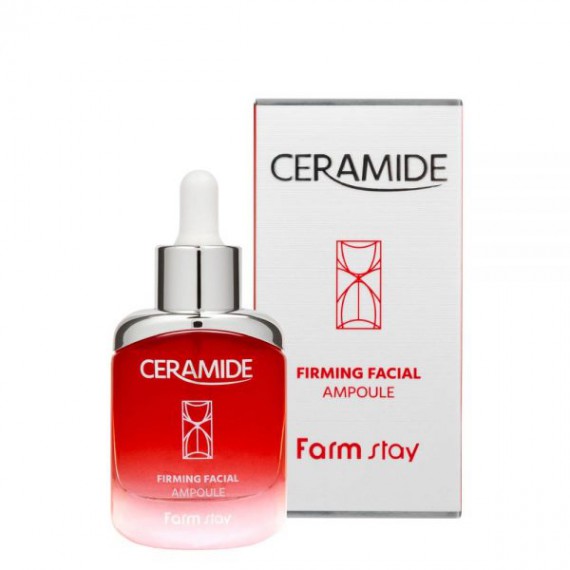 CERAMIDE
FIRMING FACIAL
AMPOULE
Farm stay
CERAMIDE
FIRMING FACIAL
AMPOULE
Farm stay